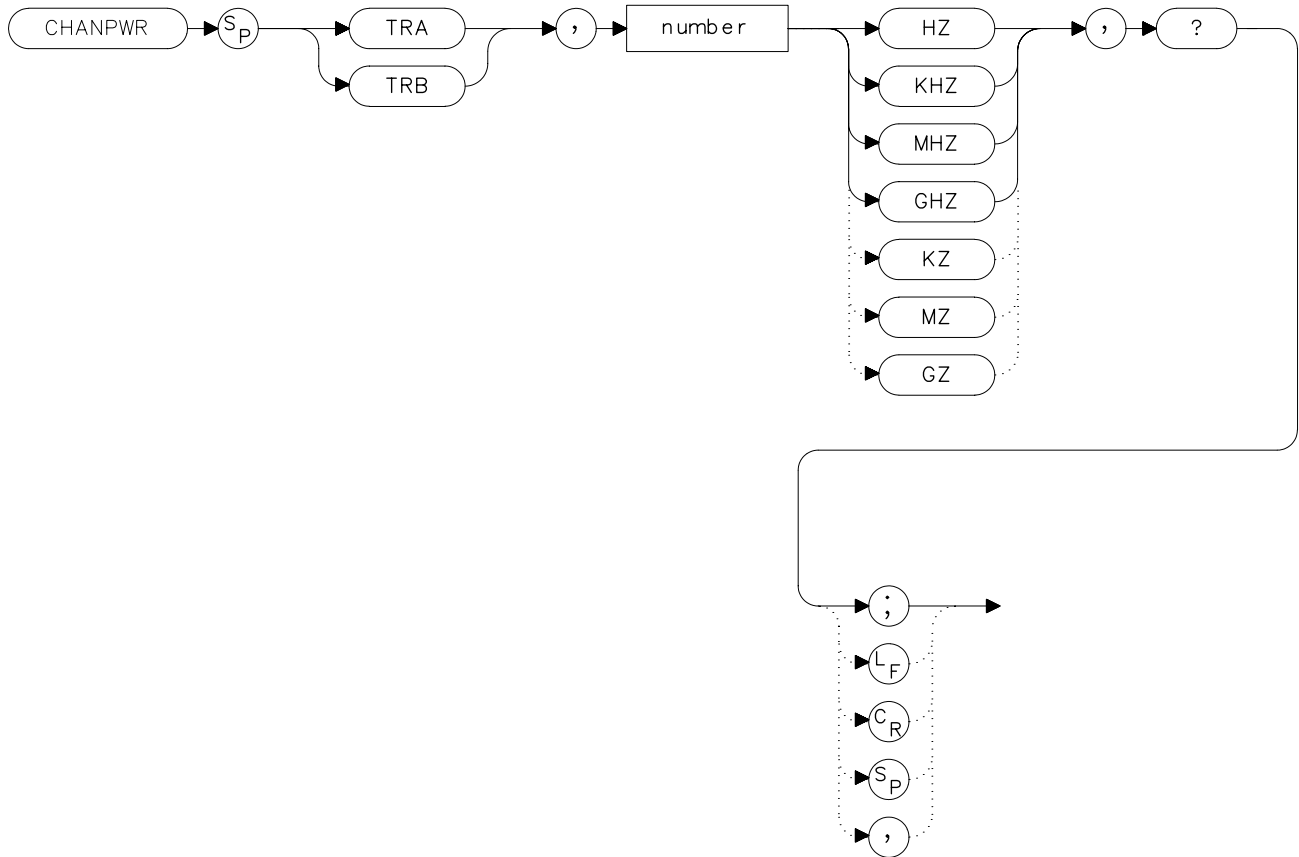 CHANPWR SP TRA , number HZ , ?
TRB KHZ
MHZ
GHZ
KZ
MZ
GZ
;
LF
CR
SP
,